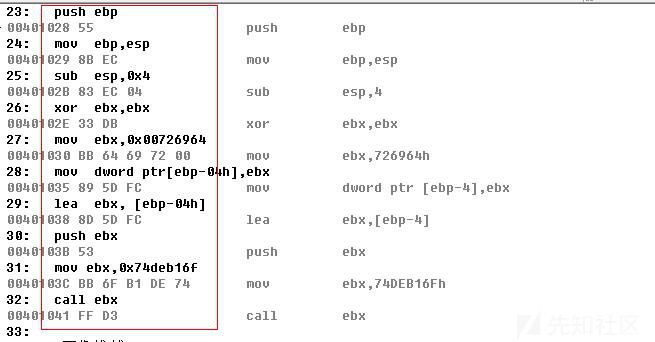 23: push ebp
00401028 55 push ebp
24: mov ebp,esp
00401029 8B EC mov ebp,esp
25: sub esp,0x4
0040102B 83 EC 04 sub esp,4
26: xor ebx,ebx
0040102E 33 DB xor ebx,ebx
27: mov ebx,0x00726964
00401030 BB 64 69 72 00 mov ebx,726964h
28: mov dword ptr[ebp-04h],ebx
00401035 89 5D FC mov dword ptr [ebp-4],ebx
29: lea ebx, [ebp-04h]
00401038 8D 5D FC lea ebx,[ebp-4]
30: push ebx
0040103B 53 push ebx
31: mov ebx,0x74deb16f
0040103C BB 6F B1 DE 74 mov ebx,74DEB16Fh
32: call ebx
00401041 FF D3 call ebx
33:
先知社区